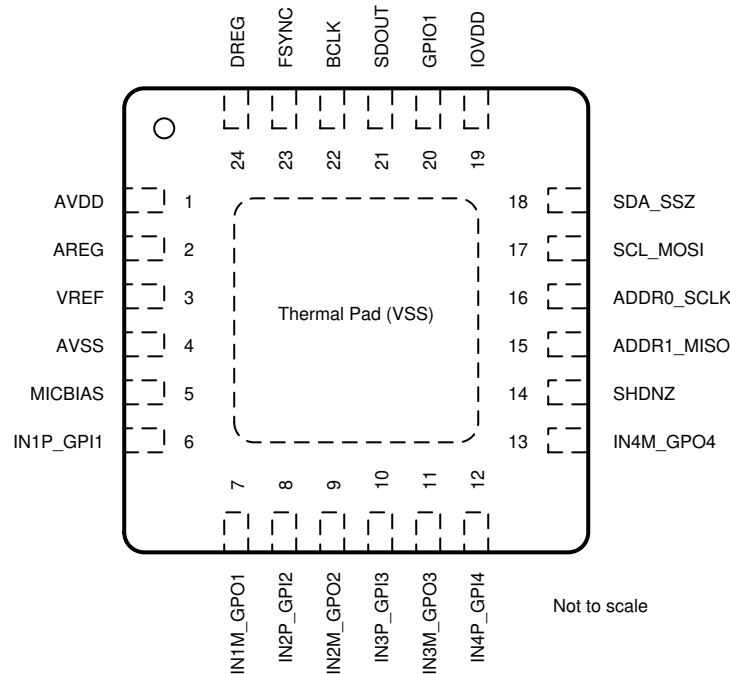 DREG
FSYNC
BCLK
SDOUT
GPIO1
IOVDD
24
23
22
21
20
19
AVDD 1
18 SDA_SSZ
AREG 2
17 SCL_MOSI
VREF 3
16 ADDR0_SCLK
Thermal Pad (VSS)
AVSS 4
15 ADDR1_MISO
MICBIAS 5
14 SHDNZ
IN1P_GPI1 6
13 IN4M_GPO4
7
8
9
10
11
12
IN1M_GPO1
IN2P_GPI2
IN2M_GPO2
IN3P_GPI3
IN3M_GPO3
IN4P_GPI4
Not to scale